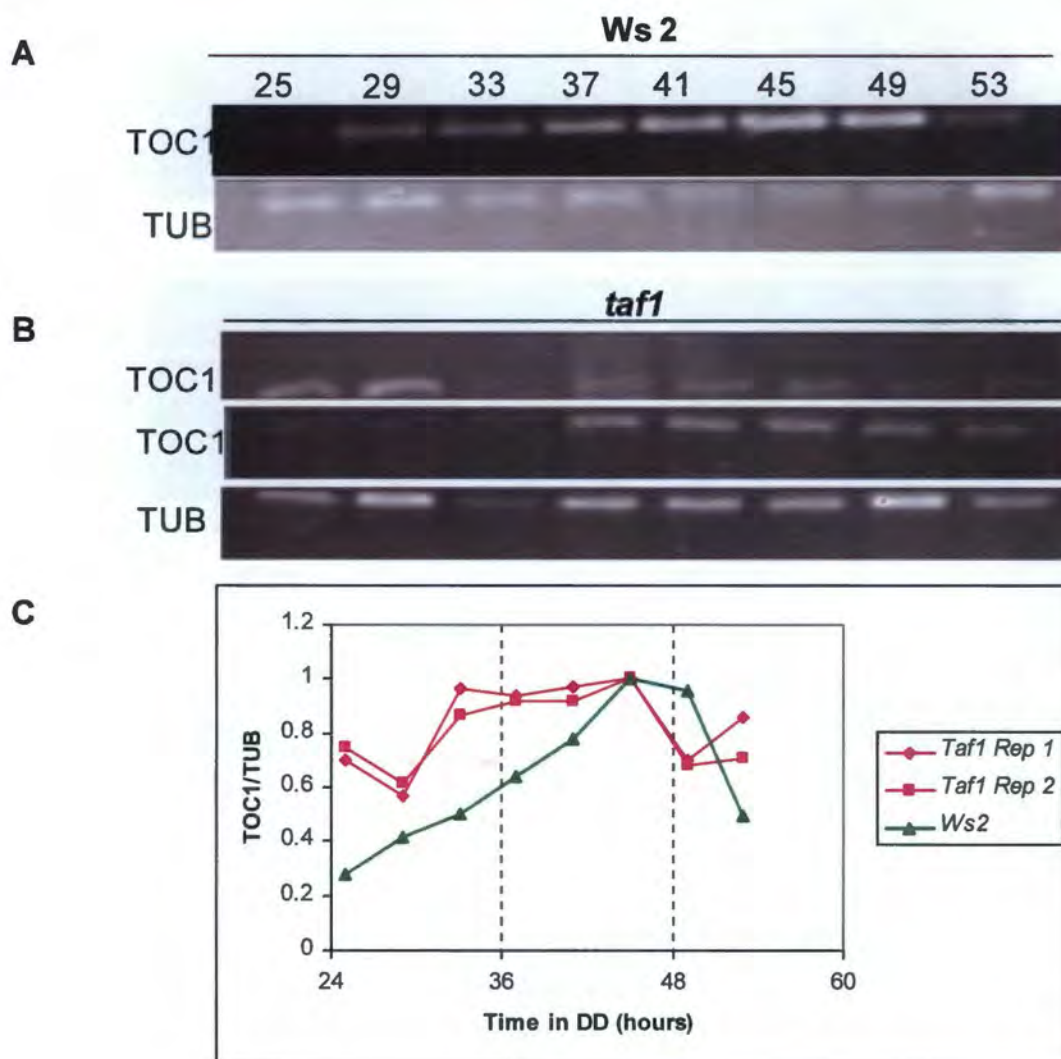 A
Ws 2
25 29 33 37 41 45 49 53
TOC1
TUB
B
taf1
TOC1
TOC1
TUB
C
1.2
1
0.8
0.6
0.4
0.2
0
TOC1/TUB
24 36 48 60
Time in DD (hours)
Taf1 Rep 1
Taf1 Rep 2
Ws2